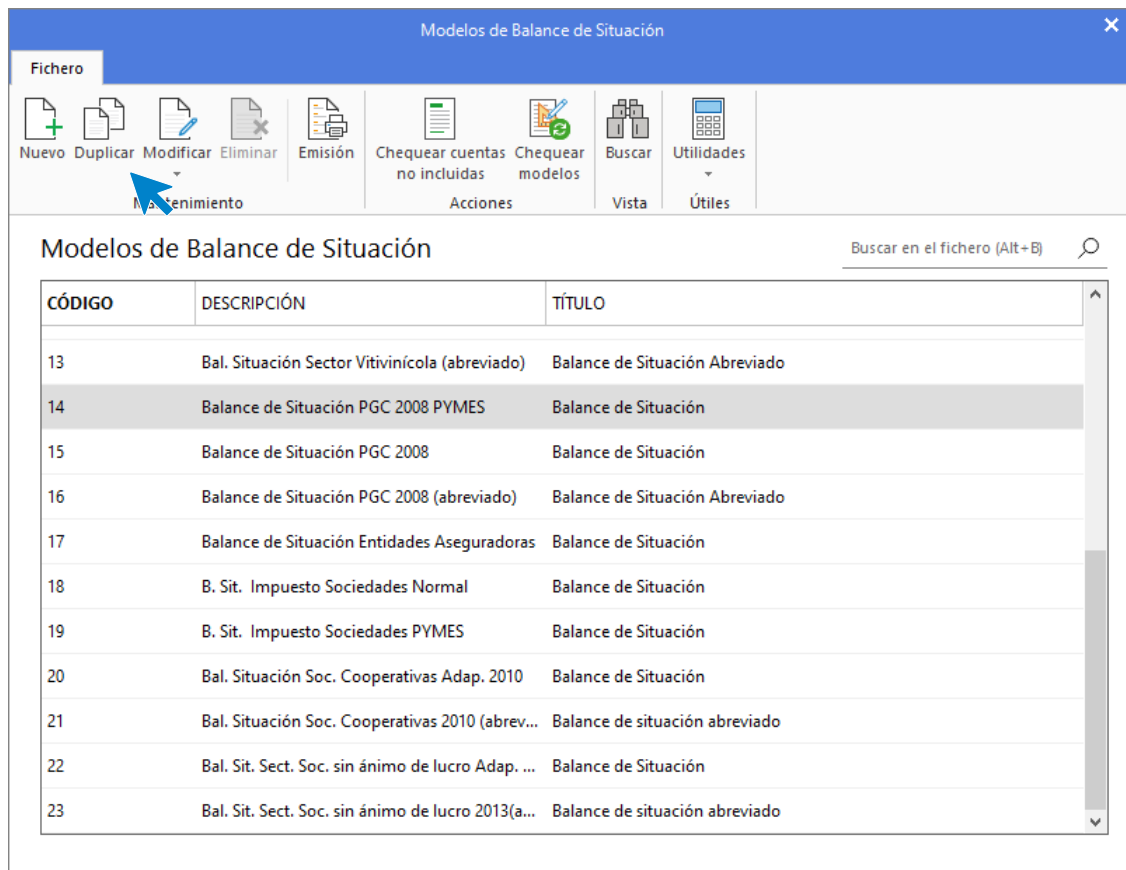 Modelos de Balance de Situación
Fichero
Nuevo Duplicar Modificar Eliminar Emisión Chequear cuentas no incluidas Chequear modelos Buscar Utilidades
Mantenimiento Acciones Vista Útiles
Modelos de Balance de Situación Buscar en el fichero (Alt+B)
CÓDIGO DESCRIPCIÓN TÍTULO
13 Bal. Situación Sector Vitivinícola (abreviado) Balance de Situación Abreviado
14 Balance de Situación PGC 2008 PYMES Balance de Situación
15 Balance de Situación PGC 2008 Balance de Situación
16 Balance de Situación PGC 2008 (abreviado) Balance de Situación Abreviado
17 Balance de Situación Entidades Aseguradoras Balance de Situación
18 B. Sit. Impuesto Sociedades Normal Balance de Situación
19 B. Sit. Impuesto Sociedades PYMES Balance de Situación
20 Bal. Situación Soc. Cooperativas Adap. 2010 Balance de Situación
21 Bal. Situación Soc. Cooperativas 2010 (abrev... Balance de situación abreviado
22 Bal. Sit. Sect. Soc. sin ánimo de lucro Adap. ... Balance de Situación
23 Bal. Sit. Sect. Soc. sin ánimo de lucro 2013(a... Balance de situación abreviado